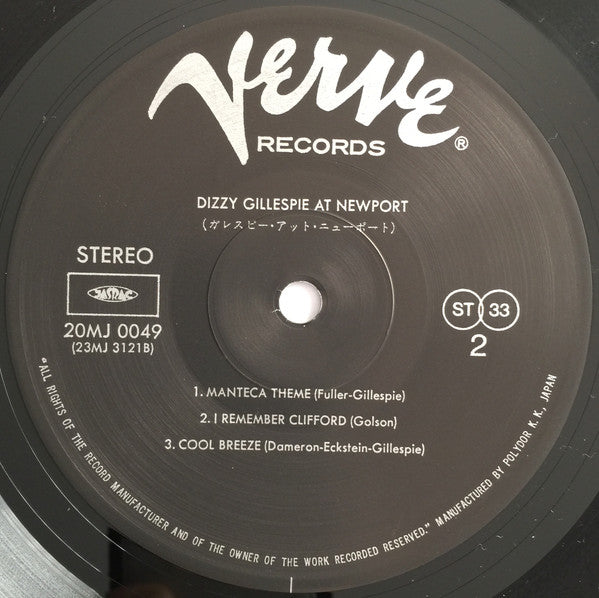 Verve
RECORDS ®
DIZZY GILLESPIE AT NEWPORT
(ガレスピー・アット・ニューポート)
STEREO
JASRAC
20MJ 0049
(23MJ 3121B)
ST 33
2
1. MANTECA THEME (Fuller-Gillespie)
2. I REMEMBER CLIFFORD (Golson)
3. COOL BREEZE (Dameron-Eckstein-Gillespie)
"ALL RIGHTS OF THE RECORD MANUFACTURER AND OF THE OWNER OF THE WORK RECORDED RESERVED." MANUFACTURED BY POLYDOR K. K., JAPAN